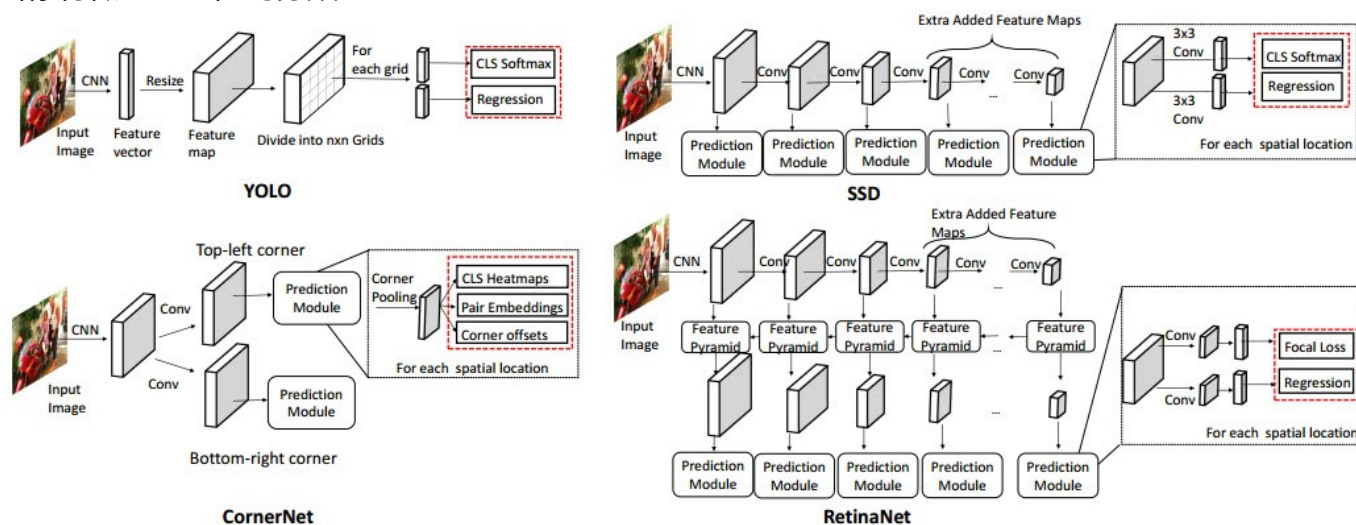 CNN
Resize
For
each grid
CLS Softmax
Regression
Input
Image
Feature
vector
Feature
map
Divide into nxn Grids
YOLO
Extra Added Feature Maps
CNN
Conv
Conv
Conv
Conv
Conv
...
Input
Image
Prediction
Module
Prediction
Module
Prediction
Module
Prediction
Module
Prediction
Module
3x3
Conv
CLS Softmax
Regression
3x3
Conv
For each spatial location
SSD
Top-left corner
CNN
Conv
Conv
Input
Image
Prediction
Module
Prediction
Module
Corner
Pooling
CLS Heatmaps
Pair Embeddings
Corner offsets
For each spatial location
Bottom-right corner
CornerNet
Extra Added Feature
Maps
CNN
Conv
Conv
Conv
Conv
Conv
...
Input
Image
Feature
Pyramid
Feature
Pyramid
Feature
Pyramid
Feature
Pyramid
...
Feature
Pyramid
...
Prediction
Module
Prediction
Module
Prediction
Module
Prediction
Module
Prediction
Module
Conv
Focal Loss
Regression
Conv
For each spatial location
RetinaNet